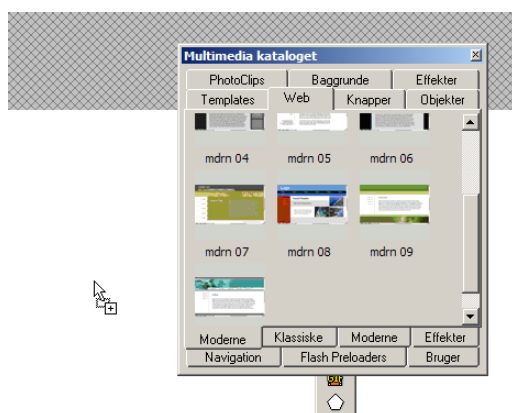 Multimedia kataloget
PhotoClips Baggrunde Effekter
Templates Web Knapper Objekter
mdrn 04 mdrn 05 mdrn 06
mdrn 07 mdrn 08 mdrn 09
Moderne Klassiske Moderne Effekter
Navigation Flash Preloaders Bruger
GIF